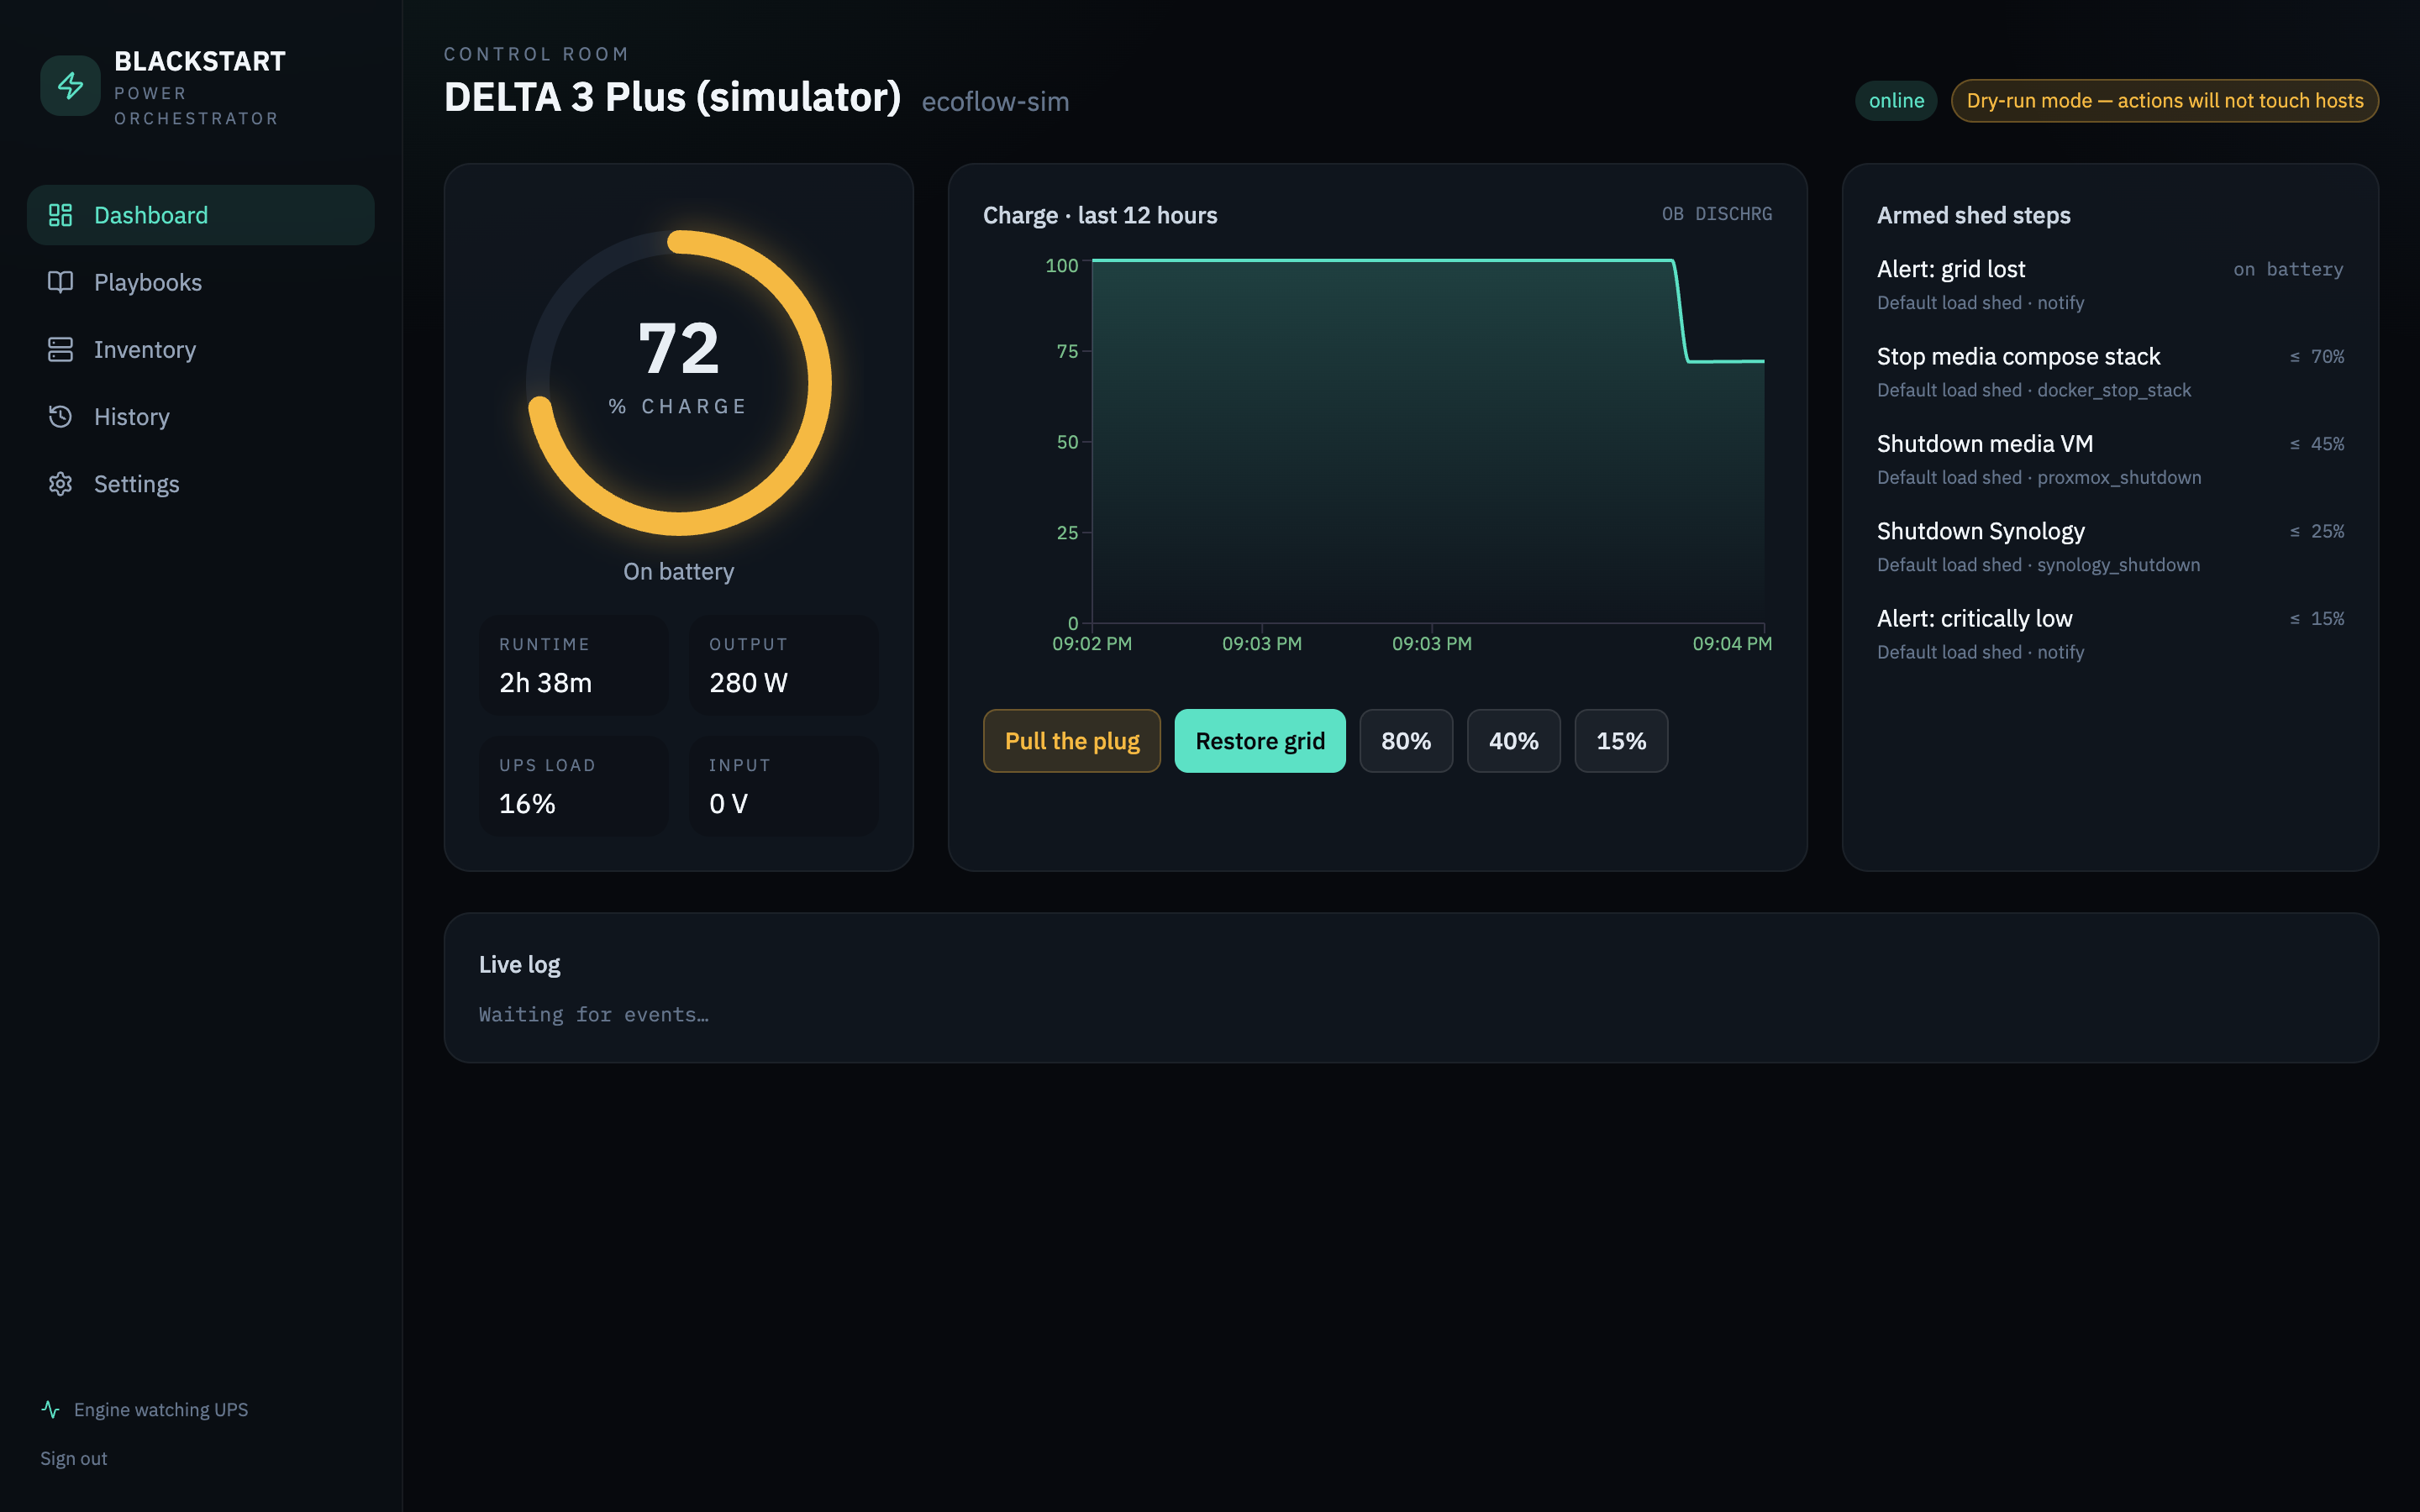 BLACKSTART
POWER
ORCHESTRATOR
Dashboard
Playbooks
Inventory
History
Settings
Engine watching UPS
Sign out
CONTROL ROOM
DELTA 3 Plus (simulator) ecoflow-sim
online
Dry-run mode — actions will not touch hosts
72
% CHARGE
On battery
RUNTIME
2h 38m
OUTPUT
280 W
UPS LOAD
16%
INPUT
0 V
Charge · last 12 hours
OB DISCHRG
100
75
50
25
0
09:02 PM
09:03 PM
09:03 PM
09:04 PM
Pull the plug
Restore grid
80%
40%
15%
Armed shed steps
Alert: grid lost
on battery
Default load shed · notify
Stop media compose stack
≤ 70%
Default load shed · docker_stop_stack
Shutdown media VM
≤ 45%
Default load shed · proxmox_shutdown
Shutdown Synology
≤ 25%
Default load shed · synology_shutdown
Alert: critically low
≤ 15%
Default load shed · notify
Live log
Waiting for events…